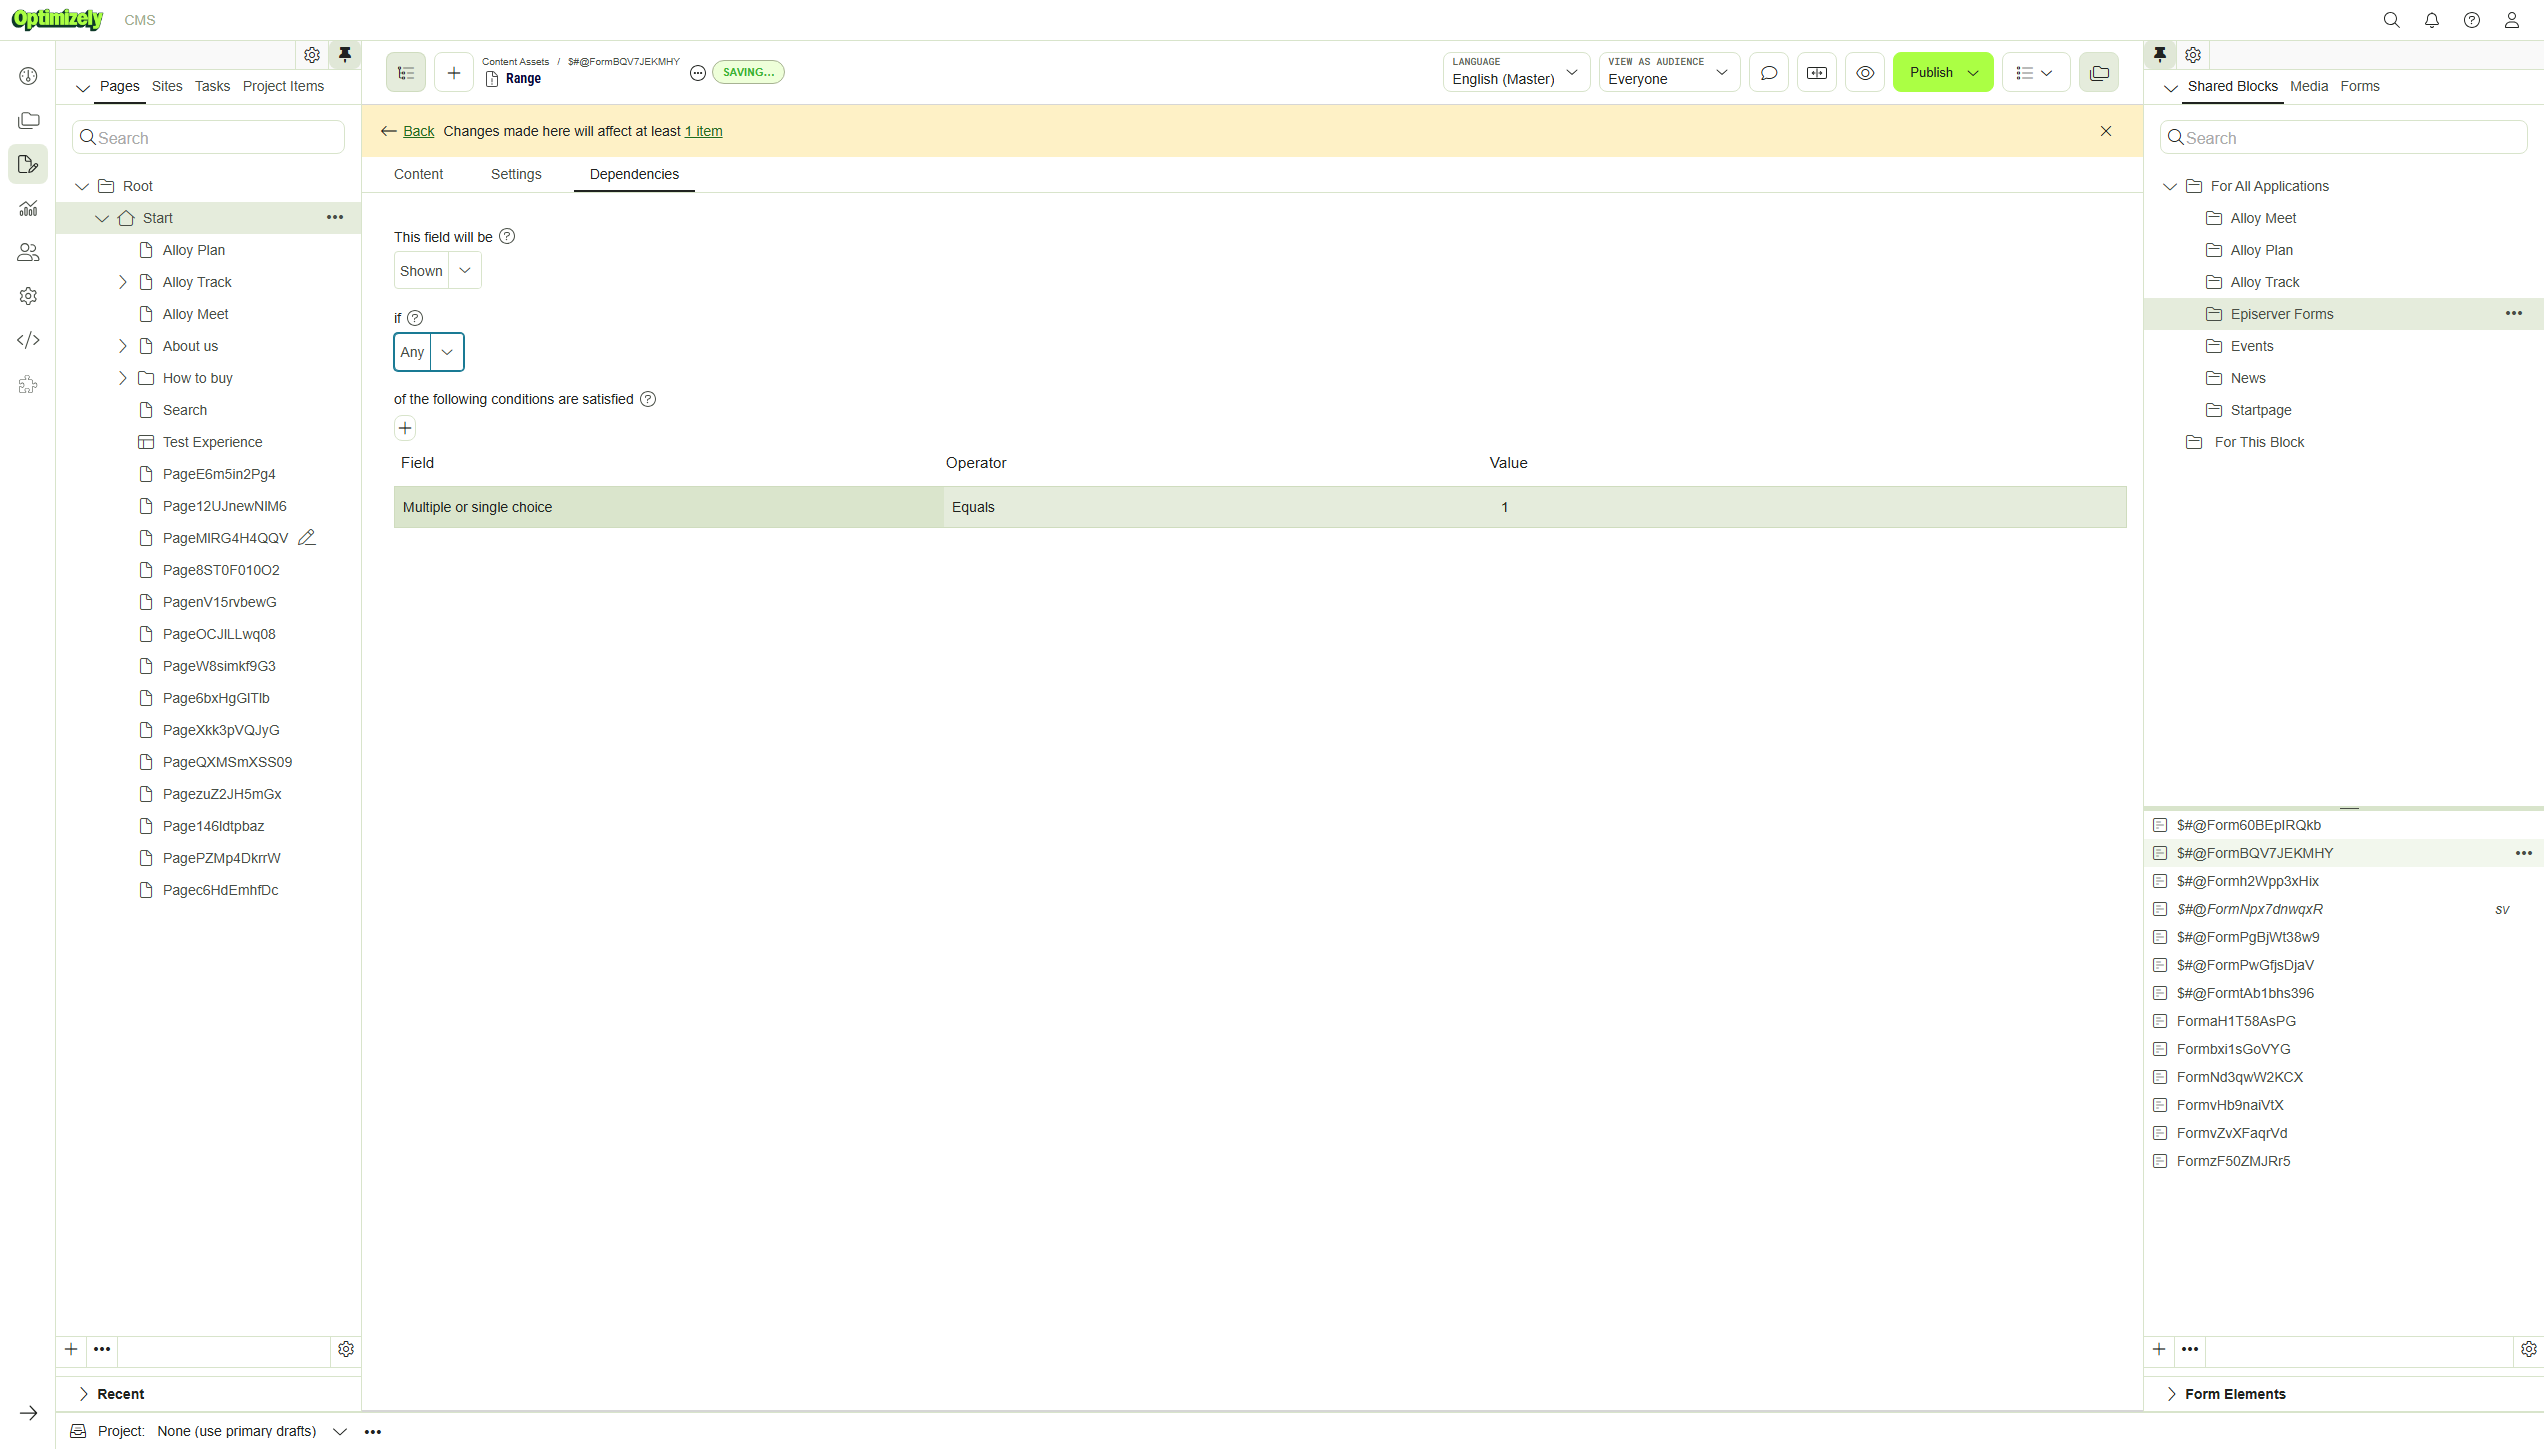 Optimizely CMS
Pages Sites Tasks Project Items
Search
Root
Start
Alloy Plan
Alloy Track
Alloy Meet
About us
How to buy
Search
Test Experience
PageE6m5in2Pg4
Page12UJnewNIM6
PageMIRG4H4QQV
Page8ST0F010O2
PagenV15rvbewG
PageOCJILLwq08
PageW8simkf9G3
Page6bxHgGITlb
PageXkk3pVQJyG
PageQXMSmXSS09
PagezuZ2JH5mGx
Page146ldtpbaz
PagePZMp4DkrrW
Pagec6HdEmhfDc
Recent
Project: None (use primary drafts)
Content Assets / $#@FormBQV7JEKMHY
Range
SAVING...
LANGUAGE
English (Master)
VIEW AS AUDIENCE
Everyone
Publish
Back Changes made here will affect at least 1 item
Content Settings Dependencies
This field will be
Shown
if
Any
of the following conditions are satisfied
Field Operator Value
Multiple or single choice Equals 1
Shared Blocks Media Forms
Search
For All Applications
Alloy Meet
Alloy Plan
Alloy Track
Episerver Forms
Events
News
Startpage
For This Block
$#@Form60BEpIRQkb
$#@FormBQV7JEKMHY
$#@Formh2Wpp3xHix
$#@FormNpx7dnwqxR sv
$#@FormPgBjWt38w9
$#@FormPwGfjsDjaV
$#@FormtAb1bhs396
FormaH1T58AsPG
Formbxi1sGoVYG
FormNd3qwW2KCX
FormvHb9naiVtX
FormvZvXFaqrVd
FormzF50ZMJRr5
Form Elements